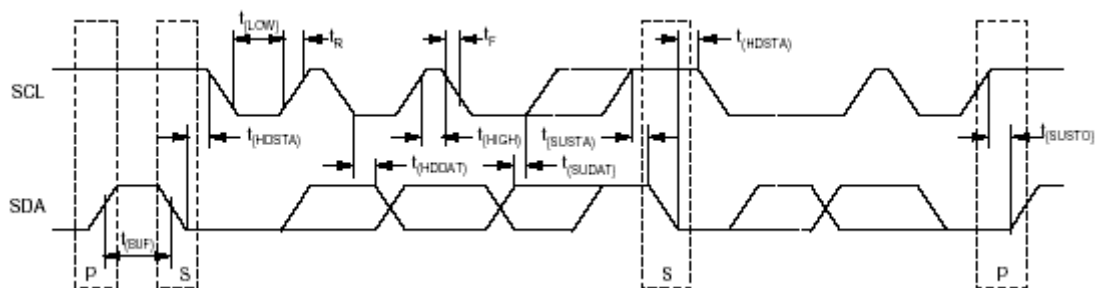 t(LOW)
tR
tF
t(HDSTA)
SCL
t(HDSTA)
t(HIGH)
t(SUSTA)
t(SUSTO)
t(HDDAT)
t(SUDAT)
SDA
t(BUF)
P
S
S
P